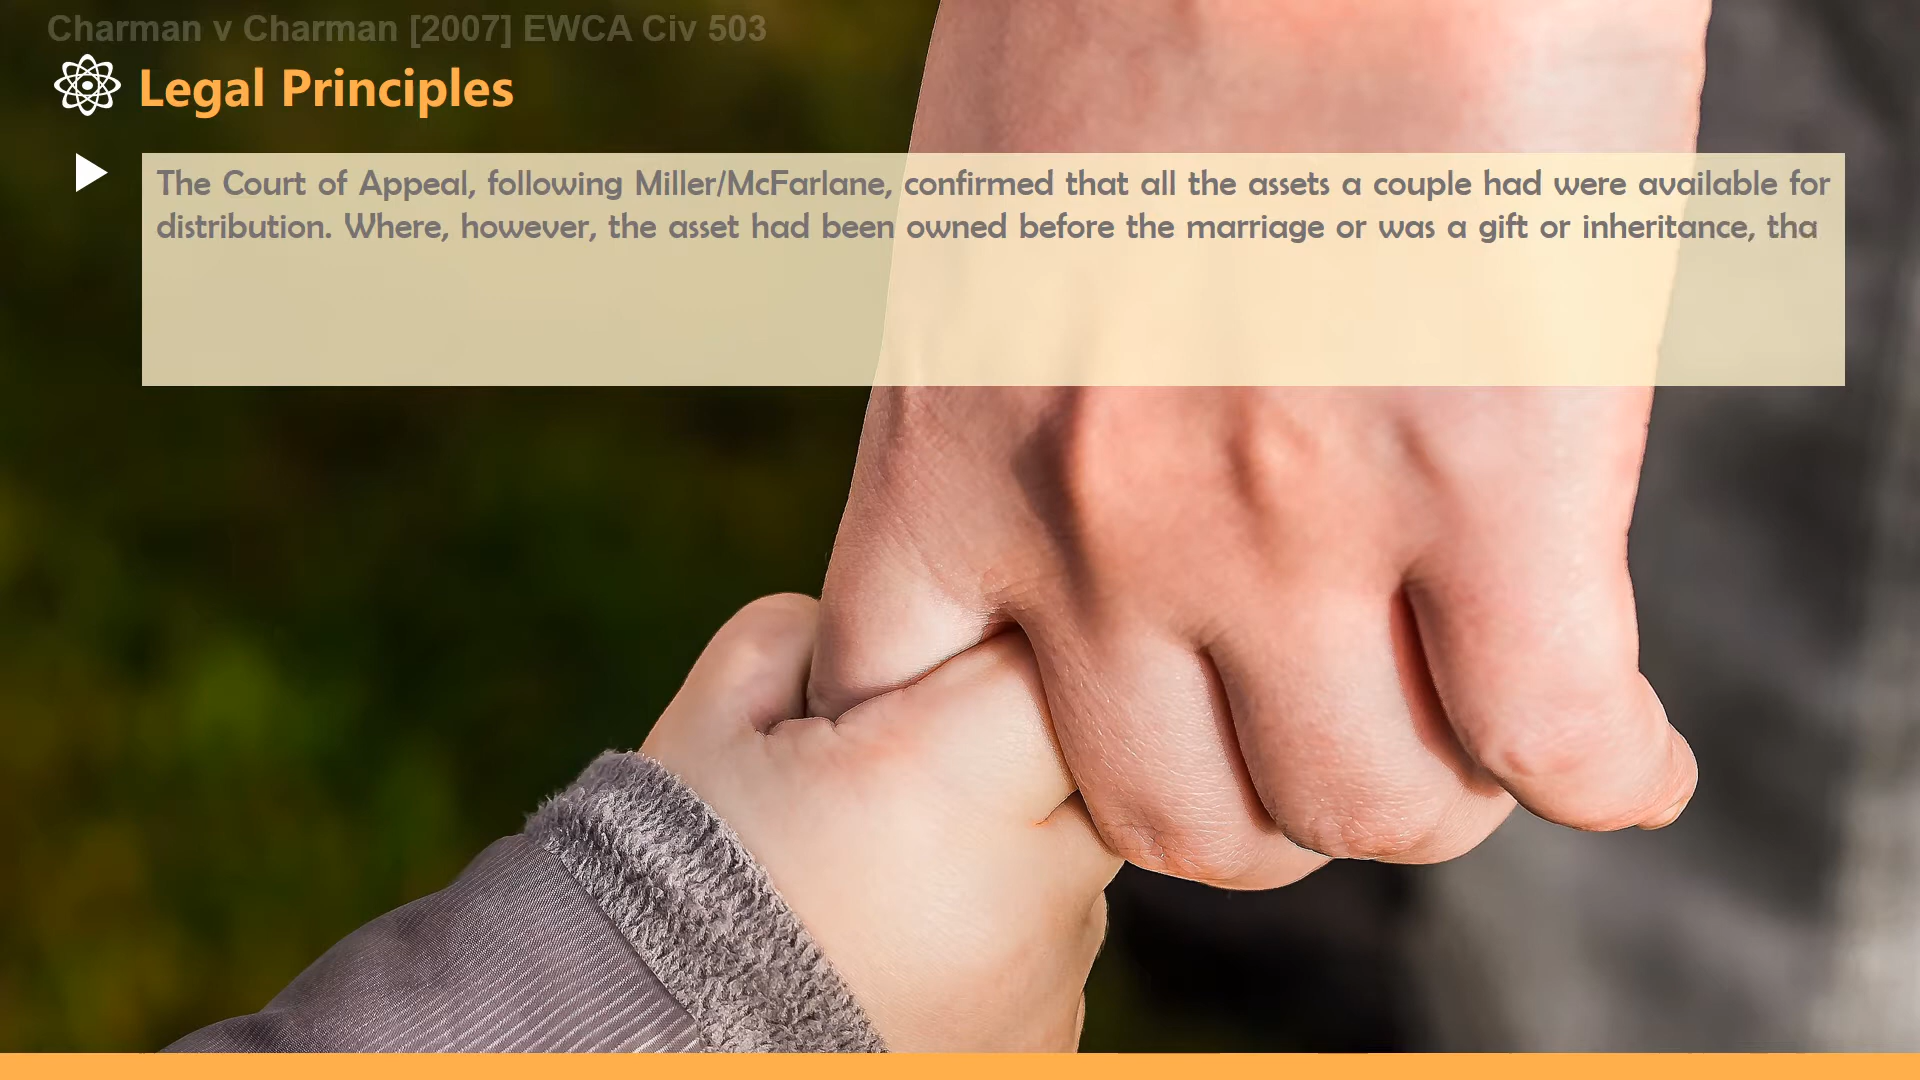 Charman v Charman [2007] EWCA Civ 503
Legal Principles
The Court of Appeal, following Miller/McFarlane, confirmed that all the assets a couple had were available for
distribution. Where, however, the asset had been owned before the marriage or was a gift or inheritance, tha